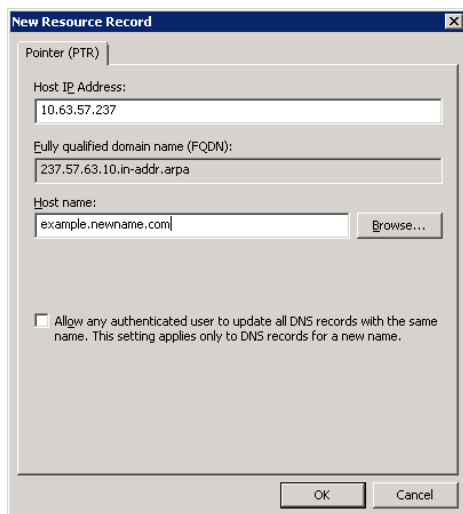 New Resource Record
Pointer (PTR)
Host IP Address:
10.63.57.237
Fully qualified domain name (FQDN):
237.57.63.10.in-addr.arpa
Host name:
example.newname.com
Browse...
Allow any authenticated user to update all DNS records with the same
name. This setting applies only to DNS records for a new name.
OK
Cancel